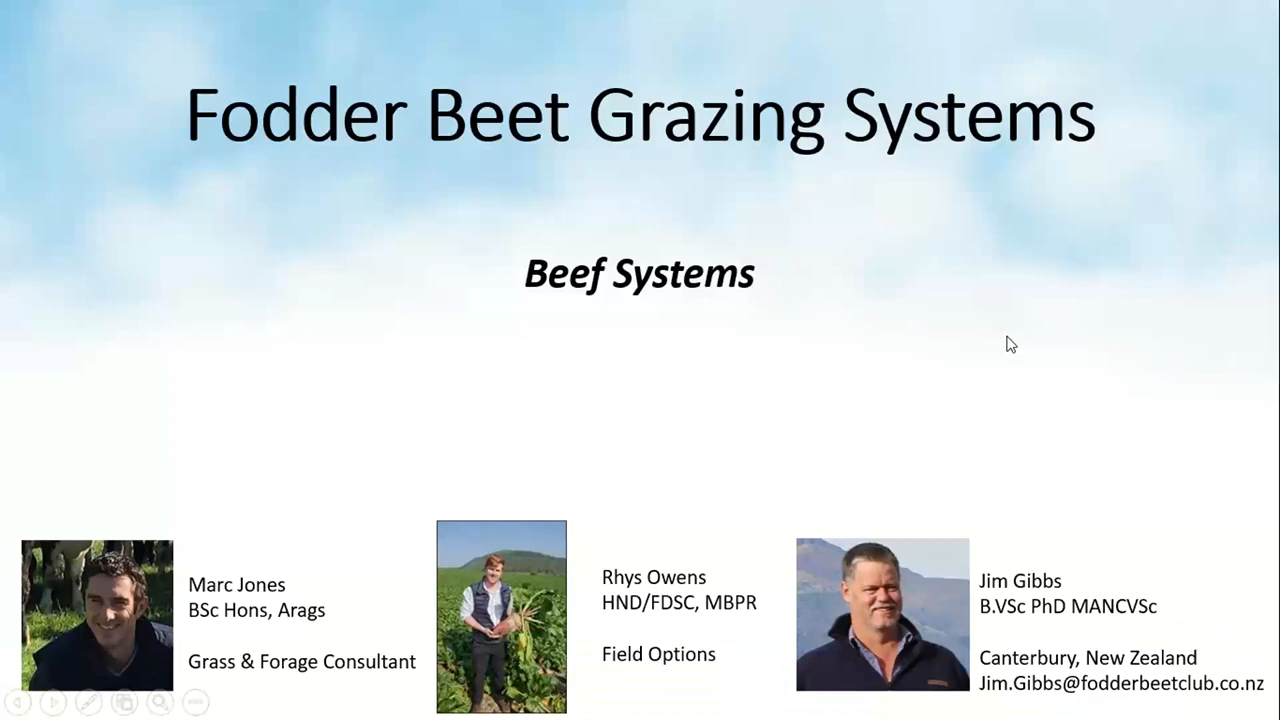 Fodder Beet Grazing Systems
Beef Systems
Marc Jones
BSc Hons, Arags
Grass & Forage Consultant
Rhys Owens
HND/FDSC, MBPR
Field Options
Jim Gibbs
B.VSc PhD MANCVSc
Canterbury, New Zealand
Jim.Gibbs@fodderbeetclub.co.nz